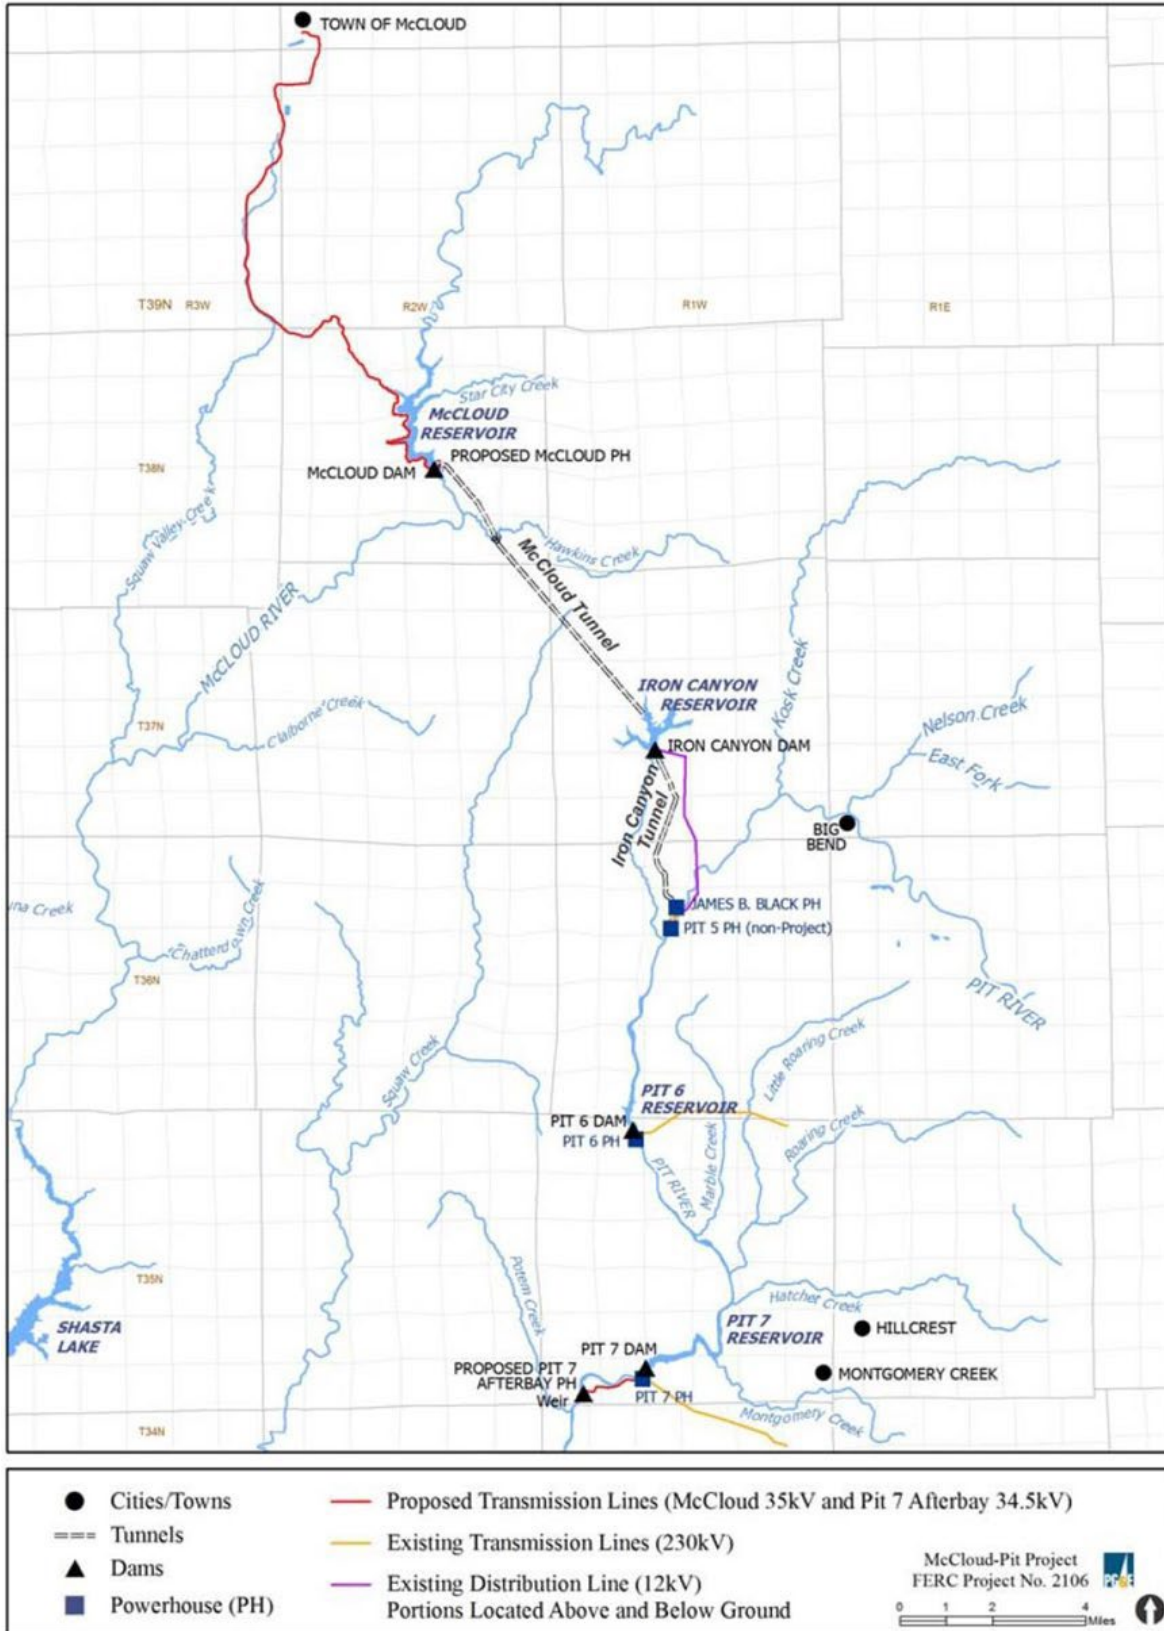 TOWN OF McCLOUD
T39N
R3W
R2W
R1W
R1E
Star City Creek
McCLOUD
RESERVOIR
PROPOSED McCLOUD PH
McCLOUD DAM
T38N
Squaw Valley Creek
Hawkins Creek
McCloud Tunnel
McCLOUD RIVER
Kosk Creek
IRON CANYON
RESERVOIR
Nelson Creek
Claiborne Creek
T37N
IRON CANYON DAM
East Fork
Iron Canyon
Tunnel
BIG
BEND
JAMES B. BLACK PH
PIT 5 PH (non-Project)
una Creek
Chatterdown Creek
T36N
PIT RIVER
Little Roaring Creek
Squaw Creek
PIT 6
RESERVOIR
PIT 6 DAM
PIT 6 PH
Roaring Creek
Marble Creek
PIT RIVER
Potem Creek
T35N
Hatchet Creek
SHASTA
LAKE
PIT 7
RESERVOIR
HILLCREST
PIT 7 DAM
PROPOSED PIT 7
AFTERBAY PH
Weir
MONTGOMERY CREEK
PIT 7 PH
Montgomery Creek
T34N
Cities/Towns
Tunnels
Dams
Powerhouse (PH)
Proposed Transmission Lines (McCloud 35kV and Pit 7 Afterbay 34.5kV)
Existing Transmission Lines (230kV)
Existing Distribution Line (12kV)
Portions Located Above and Below Ground
McCloud-Pit Project
FERC Project No. 2106
PG&E
0 1 2 4
Miles